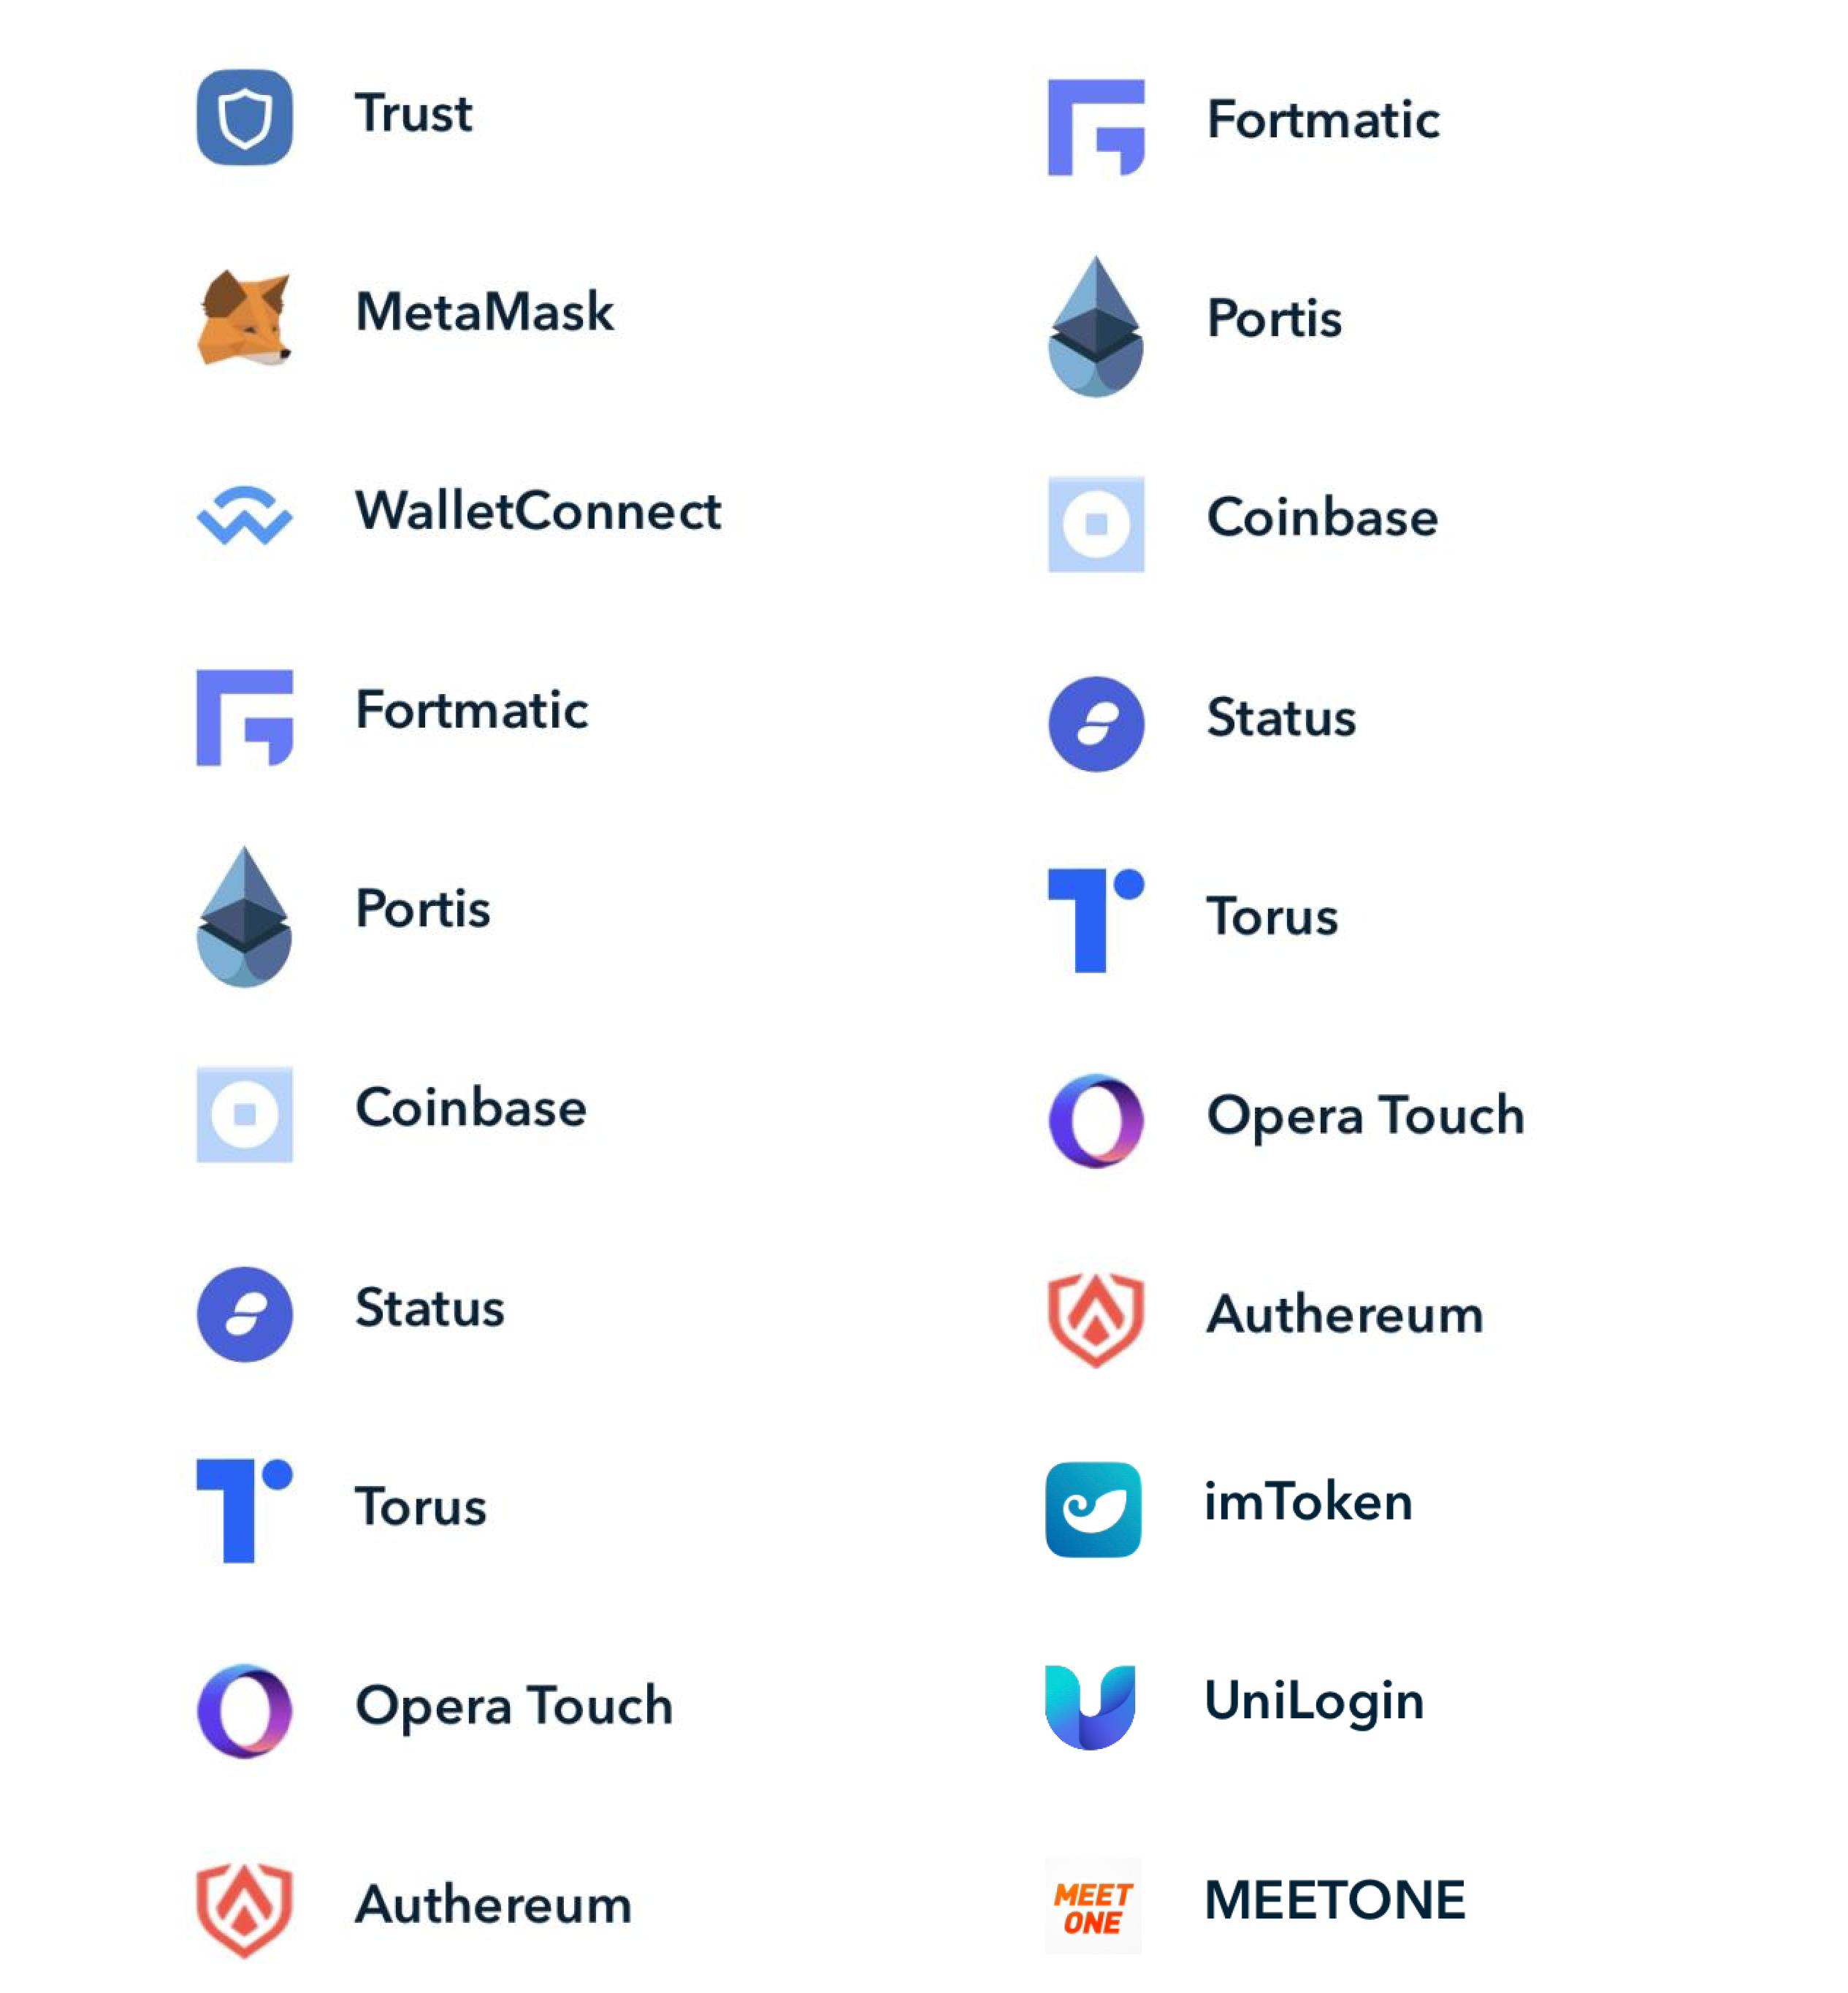 Trust
MetaMask
WalletConnect
Fortmatic
Portis
Coinbase
Status
Torus
Opera Touch
Authereum
Fortmatic
Portis
Coinbase
Status
Torus
Opera Touch
Authereum
imToken
UniLogin
MEET
ONE
MEETONE